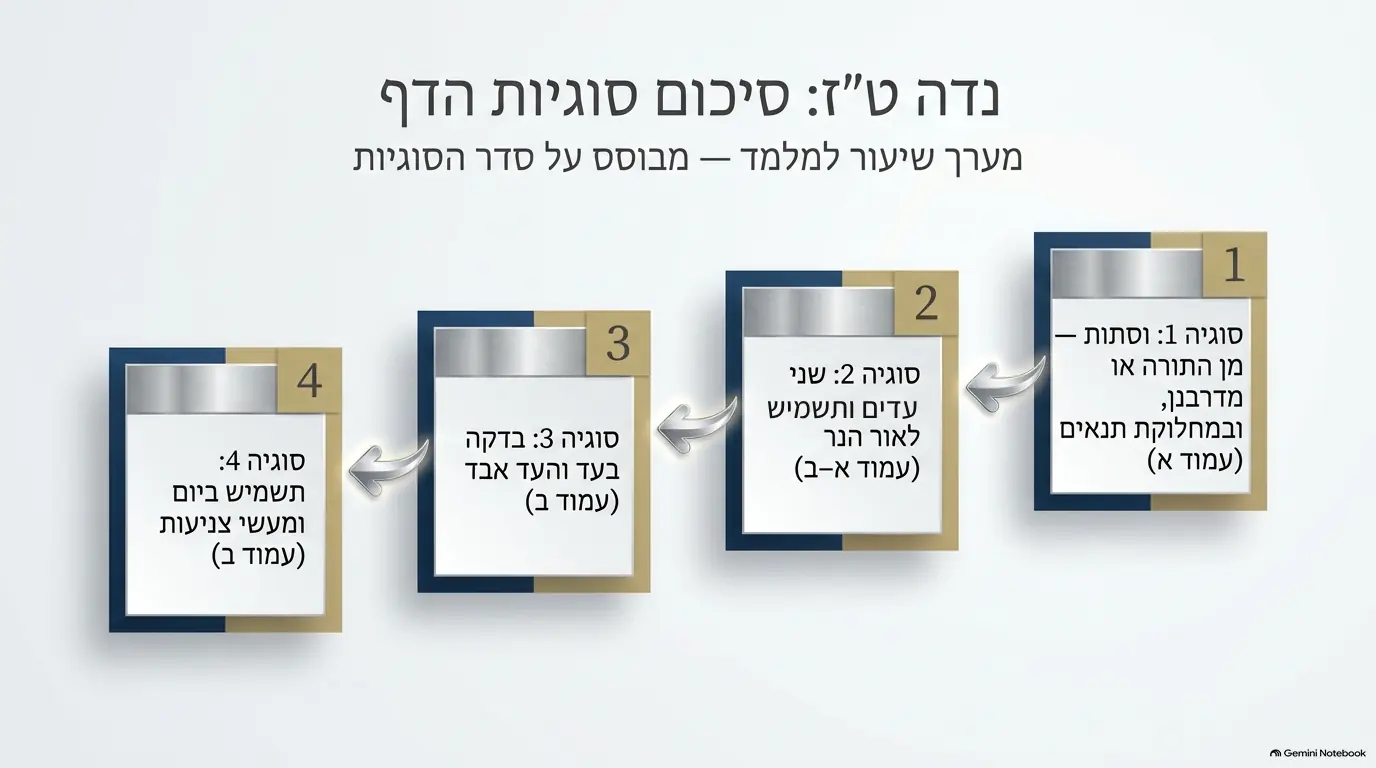 נדה ט"ז: סיכום סוגיות הדף
מערך שיעור למלמד — מבוסס על סדר הסוגיות
1
סוגיה 1: וסתות —
מן התורה או
מדרבנן,
ובמחלוקת תנאים
(עמוד א)
2
סוגיה 2: שני
עדים ותשמיש
לאור הנר
(עמוד א–ב)
3
סוגיה 3: בדקה
בעד והעד אבד
(עמוד ב)
4
סוגיה 4:
תשמיש ביום
ומעשי צניעות
(עמוד ב)
Gemini Notebook